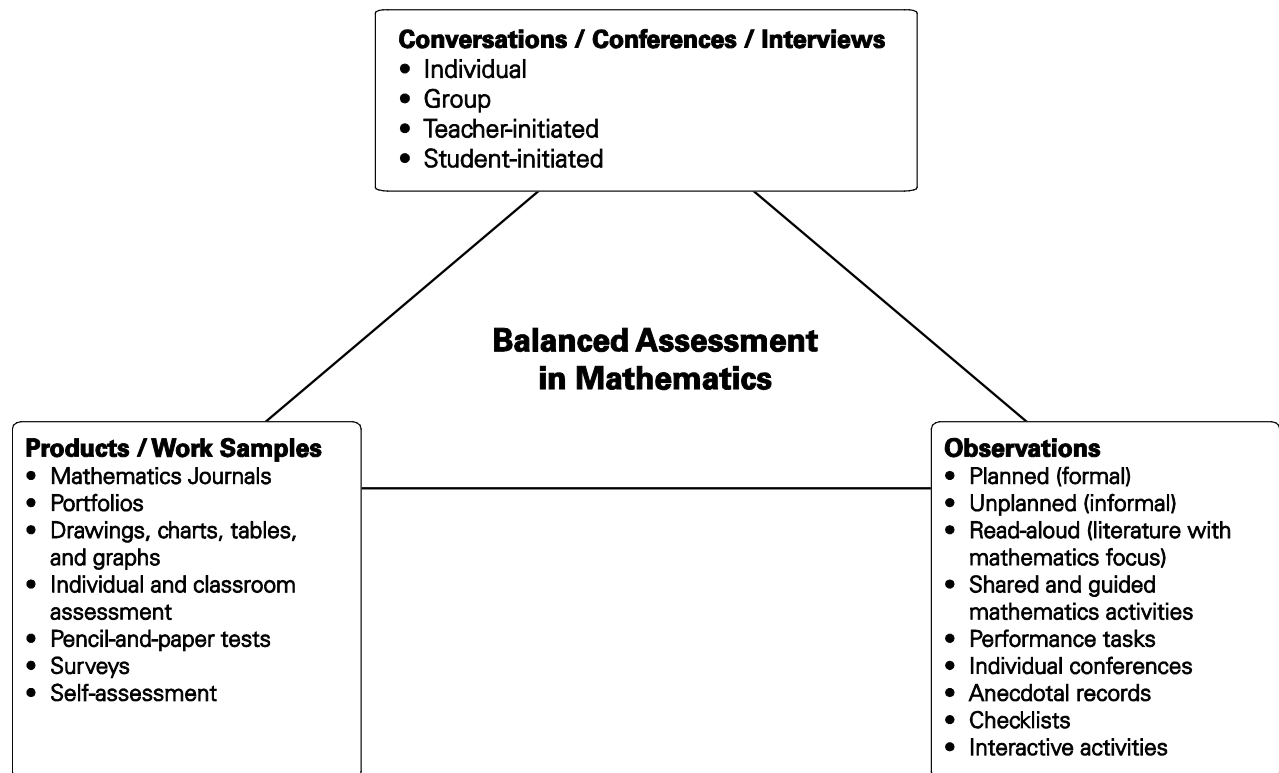 Conversations / Conferences / Interviews
• Individual
• Group
• Teacher-initiated
• Student-initiated
Balanced Assessment
in Mathematics
Products / Work Samples
• Mathematics Journals
• Portfolios
• Drawings, charts, tables,
and graphs
• Individual and classroom
assessment
• Pencil-and-paper tests
• Surveys
• Self-assessment
Observations
• Planned (formal)
• Unplanned (informal)
• Read-aloud (literature with
mathematics focus)
• Shared and guided
mathematics activities
• Performance tasks
• Individual conferences
• Anecdotal records
• Checklists
• Interactive activities